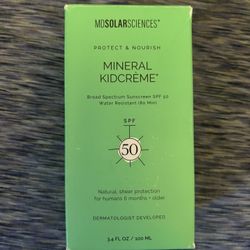 MDSOLARSCIENCES®
PROTECT & NOURISH
MINERAL
KIDCRÈME™
Broad Spectrum Sunscreen SPF 50
Water Resistant (80 Min)
SPF
50
Natural, sheer protection
for humans 6 months + older
DERMATOLOGIST DEVELOPED
3.4 FL OZ / 100 ML